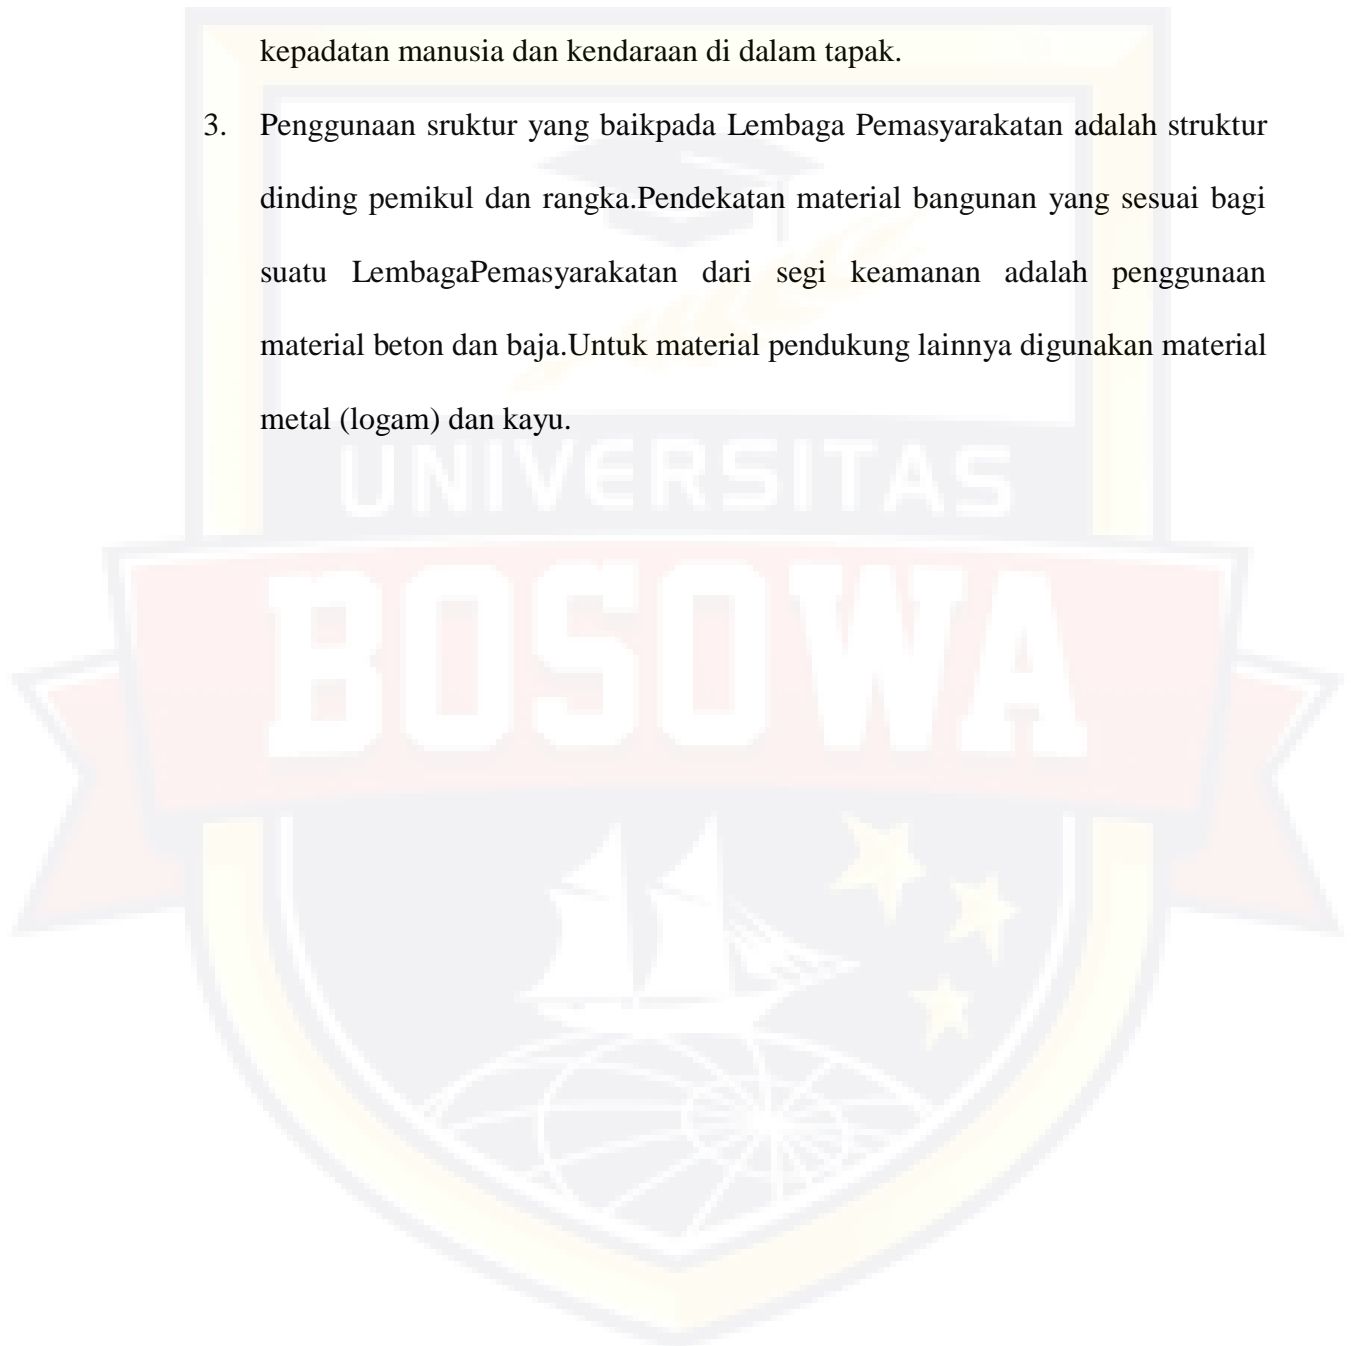 kepadatan manusia dan kendaraan di dalam tapak.
3. Penggunaan sruktur yang baikpada Lembaga Pemasyarakatan adalah struktur
dinding pemikul dan rangka.Pendekatan material bangunan yang sesuai bagi
suatu LembagaPemasyarakatan dari segi keamanan adalah penggunaan
material beton dan baja.Untuk material pendukung lainnya digunakan material
metal (logam) dan kayu.
UNIVERSITAS
BOSOWA